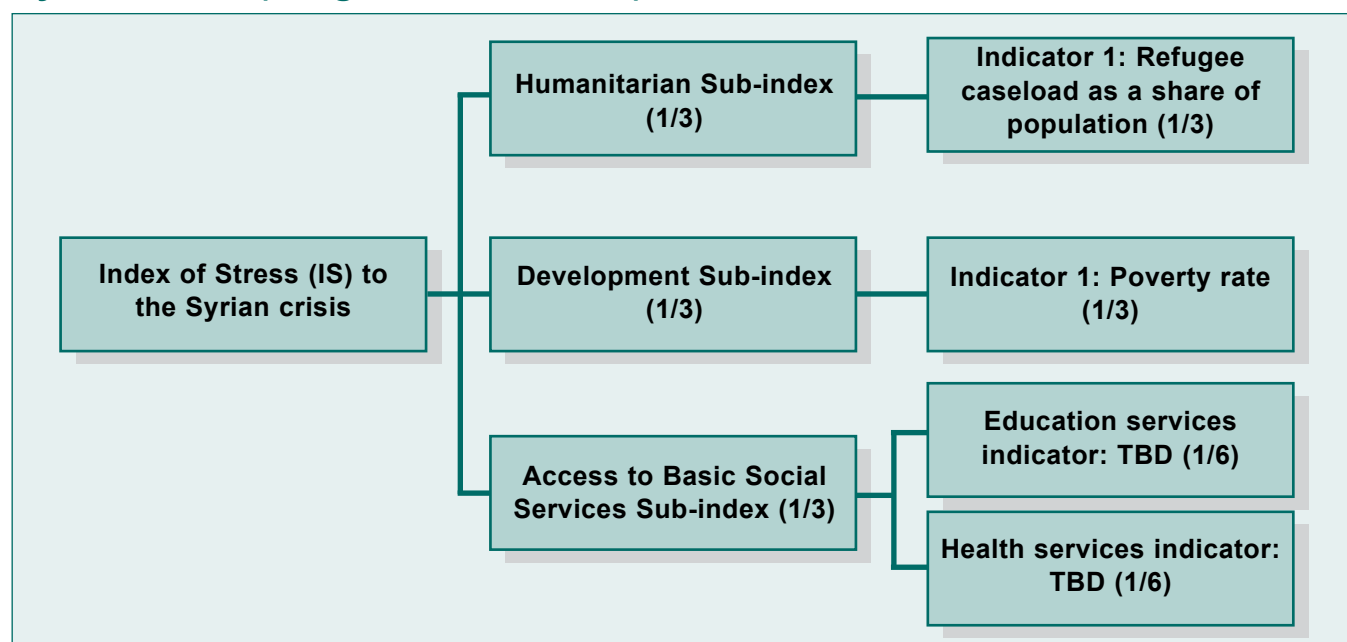 Humanitarian Sub-index
(1/3)
Indicator 1: Refugee
caseload as a share of
population (1/3)
Index of Stress (IS) to
the Syrian crisis
Development Sub-index
(1/3)
Indicator 1: Poverty rate
(1/3)
Access to Basic Social
Services Sub-index (1/3)
Education services
indicator: TBD (1/6)
Health services indicator:
TBD (1/6)